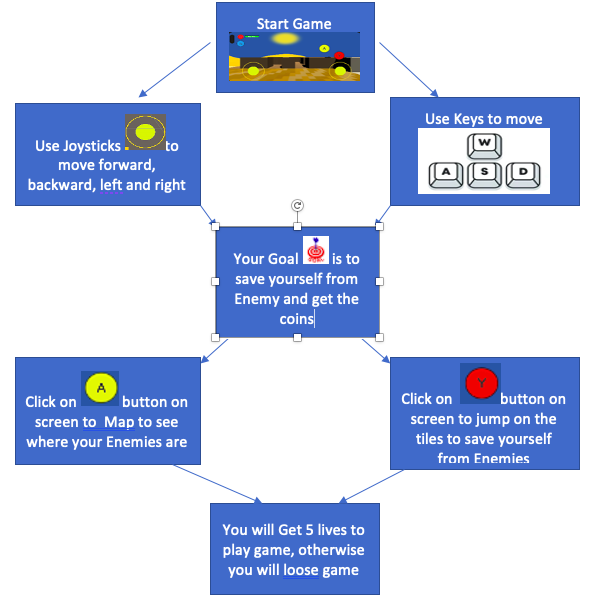 Start Game
A
Use Joysticks to
move forward,
backward, left and right
Use Keys to move
W
A S D
Your Goal is to
save yourself from
Enemy and get the
coins
Click on A button on
screen to Map to see
where your Enemies are
Click on Y button on
screen to jump on the
tiles to save yourself
from Enemies
You will Get 5 lives to
play game, otherwise
you will loose game